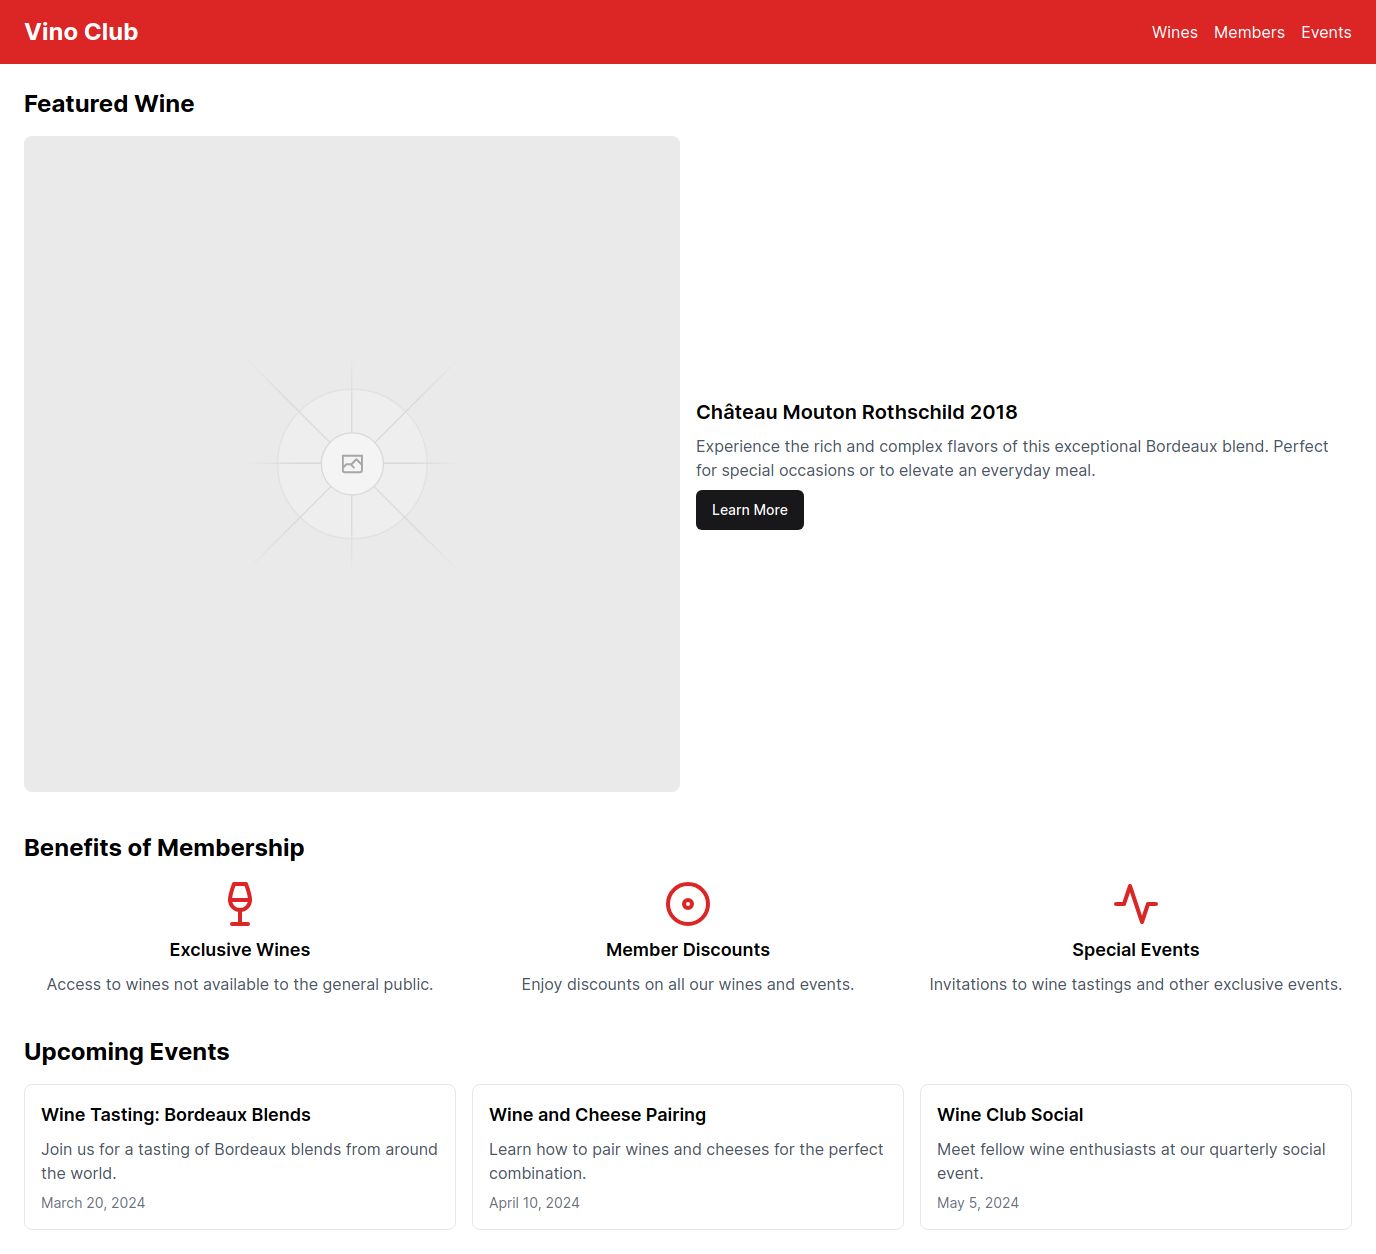 Vino Club
Wines Members Events
Featured Wine
Château Mouton Rothschild 2018
Experience the rich and complex flavors of this exceptional Bordeaux blend. Perfect
for special occasions or to elevate an everyday meal.
Learn More
Benefits of Membership
Exclusive Wines
Access to wines not available to the general public.
Member Discounts
Enjoy discounts on all our wines and events.
Special Events
Invitations to wine tastings and other exclusive events.
Upcoming Events
Wine Tasting: Bordeaux Blends
Join us for a tasting of Bordeaux blends from around
the world.
March 20, 2024
Wine and Cheese Pairing
Learn how to pair wines and cheeses for the perfect
combination.
April 10, 2024
Wine Club Social
Meet fellow wine enthusiasts at our quarterly social
event.
May 5, 2024